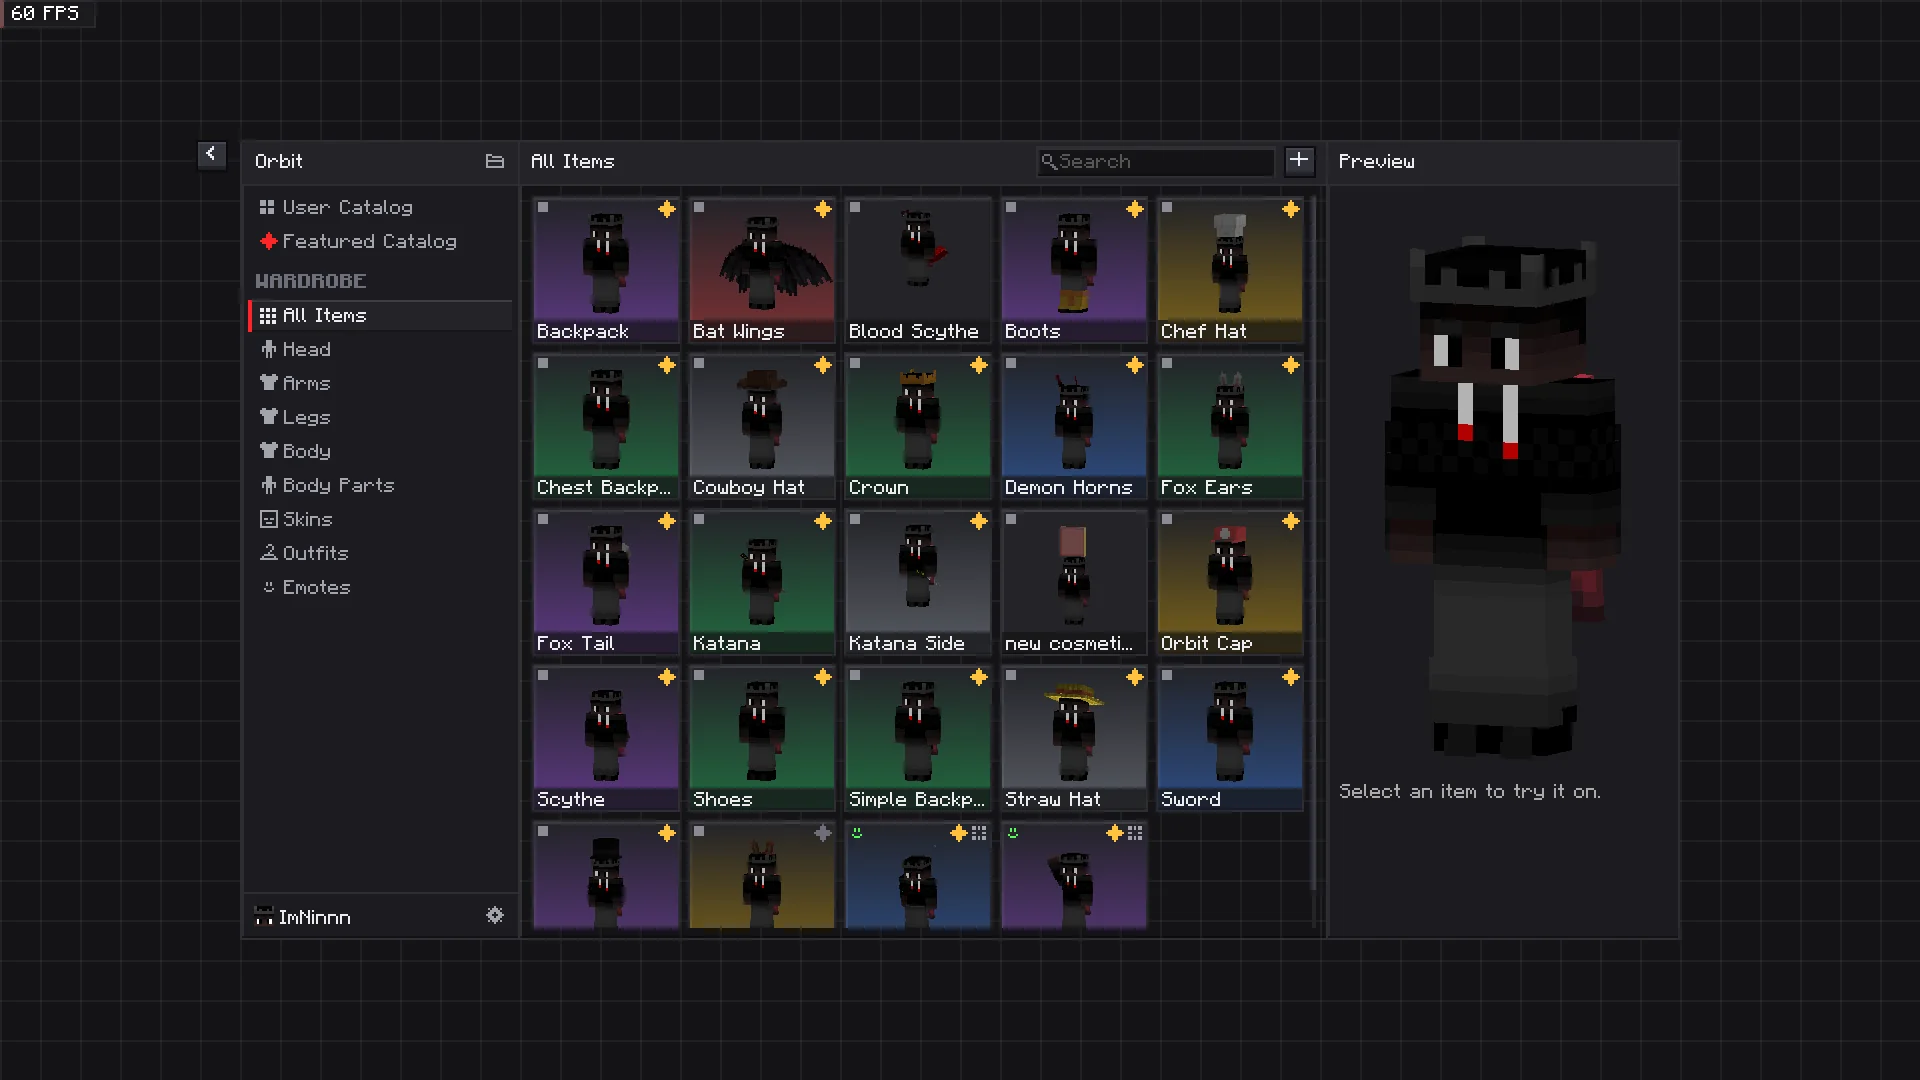 60 FPS
Orbit
All Items
Search
Preview
User Catalog
Featured Catalog
WARDROBE
All Items
Head
Arms
Legs
Body
Body Parts
Skins
Outfits
Emotes
ImNinnn
Backpack
Bat Wings
Blood Scythe
Boots
Chef Hat
Chest Backp...
Cowboy Hat
Crown
Demon Horns
Fox Ears
Fox Tail
Katana
Katana Side
new cosmeti...
Orbit Cap
Scythe
Shoes
Simple Backp...
Straw Hat
Sword
Select an item to try it on.